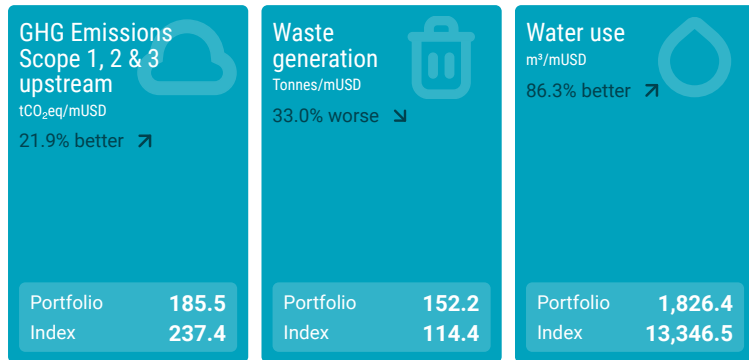 GHG Emissions
Scope 1, 2 & 3
upstream
tCO₂eq/mUSD
21.9% better
Portfolio 185.5
Index 237.4
Waste
generation
Tonnes/mUSD
33.0% worse
Portfolio 152.2
Index 114.4
Water use
m³/mUSD
86.3% better
Portfolio 1,826.4
Index 13,346.5